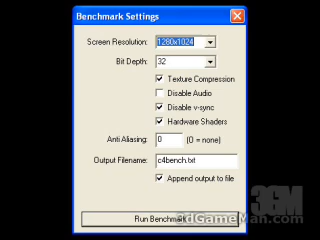 Benchmark Settings
Screen Resolution: 1280x1024
Bit Depth: 32
Texture Compression
Disable Audio
Disable v-sync
Hardware Shaders
Anti Aliasing: 0 (0 = none)
Output Filename: c4bench.txt
Append output to file
3GM
Run Benchmark
3dGameMan.com